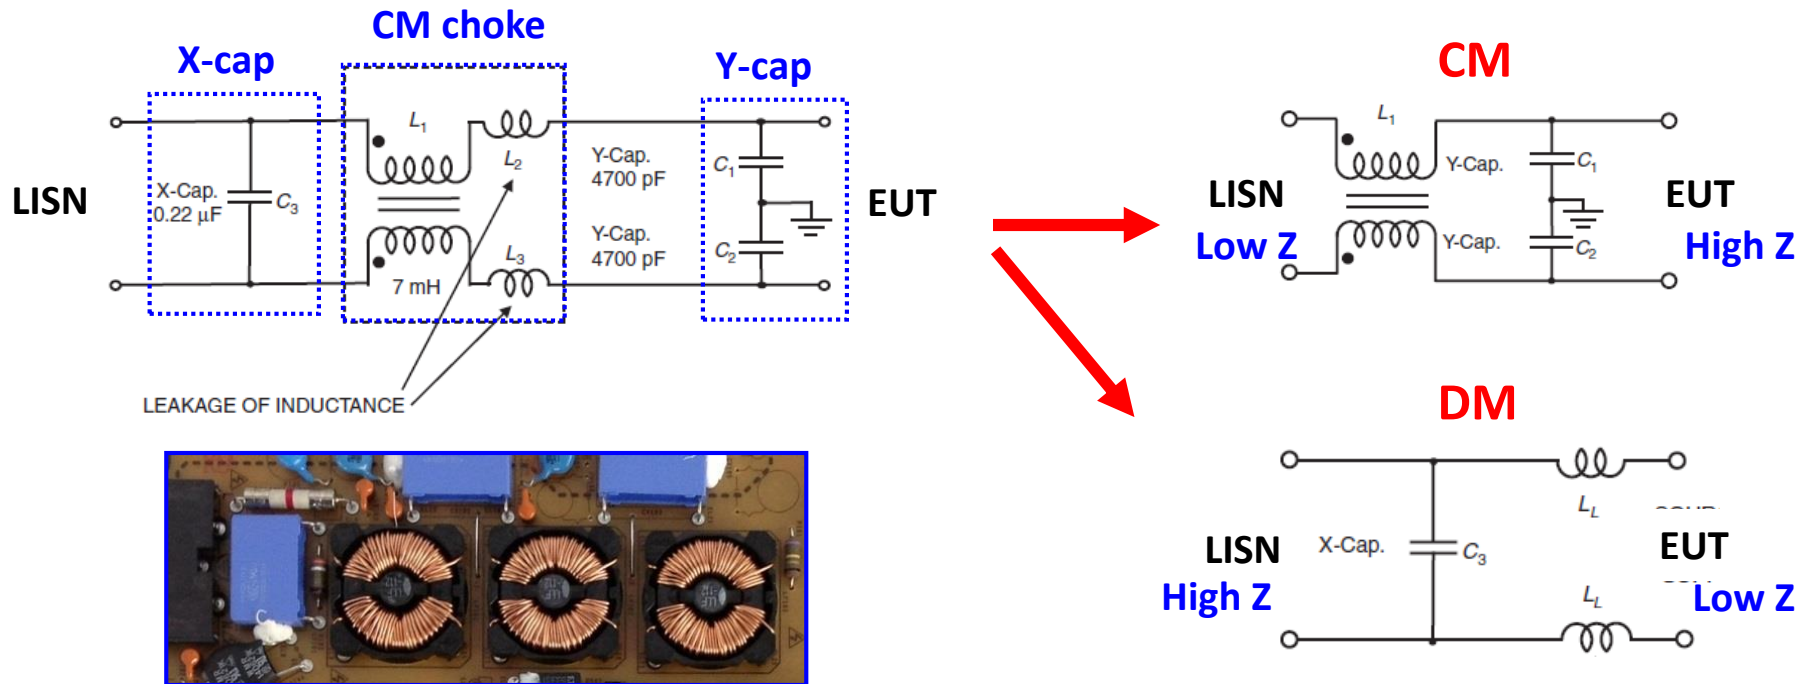 CM choke
X-cap
Y-cap
L1
L2
Y-Cap.
4700 pF
C1
LISN
X-Cap.
0.22 µF
C3
EUT
Y-Cap.
4700 pF
C2
L3
7 mH
LEAKAGE OF INDUCTANCE
CM
L1
Y-Cap.
C1
LISN
EUT
Low Z
Y-Cap.
C2
High Z
DM
LL
LISN
X-Cap.
C3
EUT
High Z
LL
Low Z